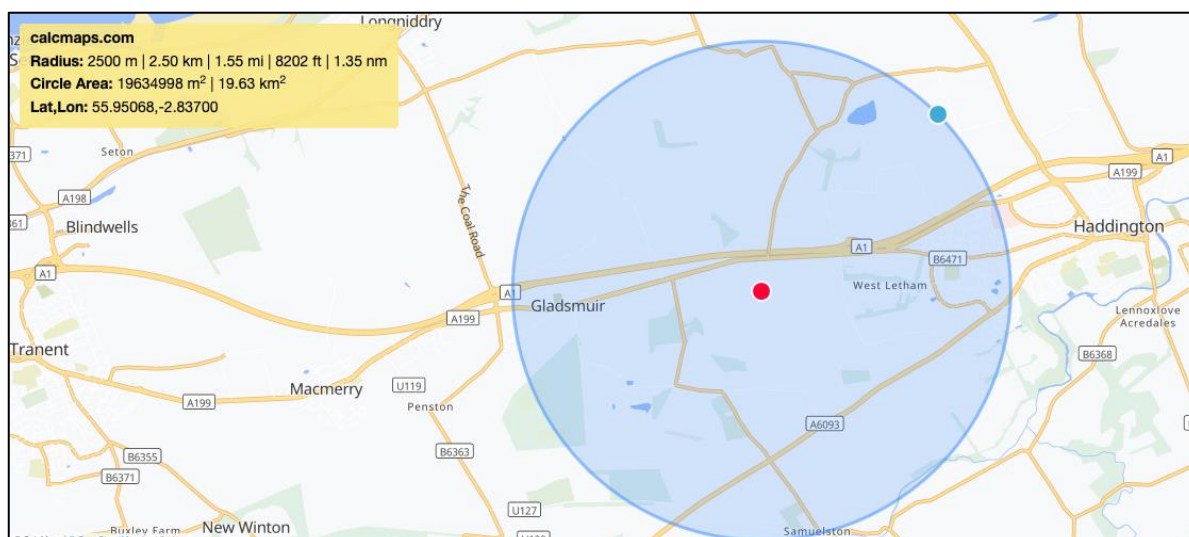 Longniddry
calcmaps.com
Radius: 2500 m | 2.50 km | 1.55 mi | 8202 ft | 1.35 nm
Circle Area: 19634998 m² | 19.63 km²
Lat,Lon: 55.95068,-2.83700
371
Seton
A1
A199
A198
The Coal Road
61
Blindwells
Haddington
A1
B6471
A1
West Letham
A1
Gladsmuir
A199
Lennoxlove
Acredales
Tranent
B6368
Macmerry
U119
A199
Penston
A6093
B6355
B6363
B6371
U127
New Winton
Buxley Farm
Samuelston